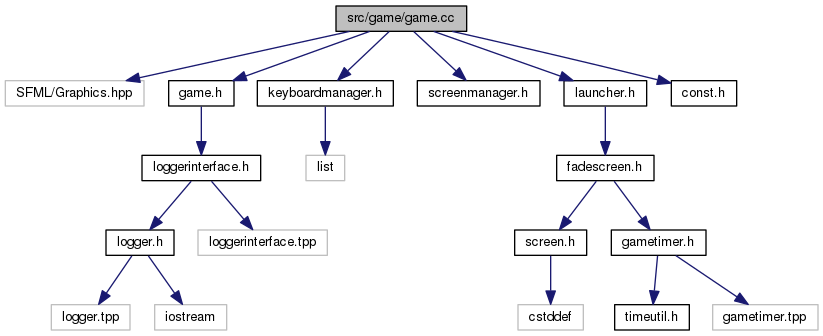 src/game/game.cc
SFML/Graphics.hpp
game.h
keyboardmanager.h
screenmanager.h
launcher.h
const.h
loggerinterface.h
list
fadescreen.h
logger.h
loggerinterface.tpp
screen.h
gametimer.h
logger.tpp
iostream
cstddef
timeutil.h
gametimer.tpp